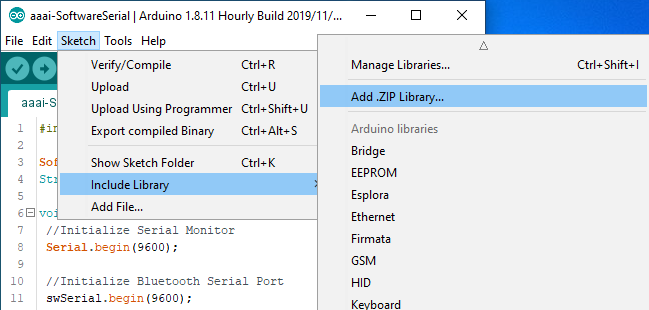 aaai-SoftwareSerial | Arduino 1.8.11 Hourly Build 2019/11/...
File Edit Sketch Tools Help
Verify/Compile Ctrl+R
Upload Ctrl+U
Upload Using Programmer Ctrl+Shift+U
Export compiled Binary Ctrl+Alt+S
Show Sketch Folder Ctrl+K
Include Library
Add File...
Manage Libraries... Ctrl+Shift+I
Add .ZIP Library...
Arduino libraries
Bridge
EEPROM
Esplora
Ethernet
Firmata
GSM
HID
Keyboard
aaai-S
1 #in
2
3 Sof
4 Str
5
6 voi
7 //Initialize Serial Monitor
8 Serial.begin(9600);
9
10 //Initialize Bluetooth Serial Port
11 swSerial.begin(9600);